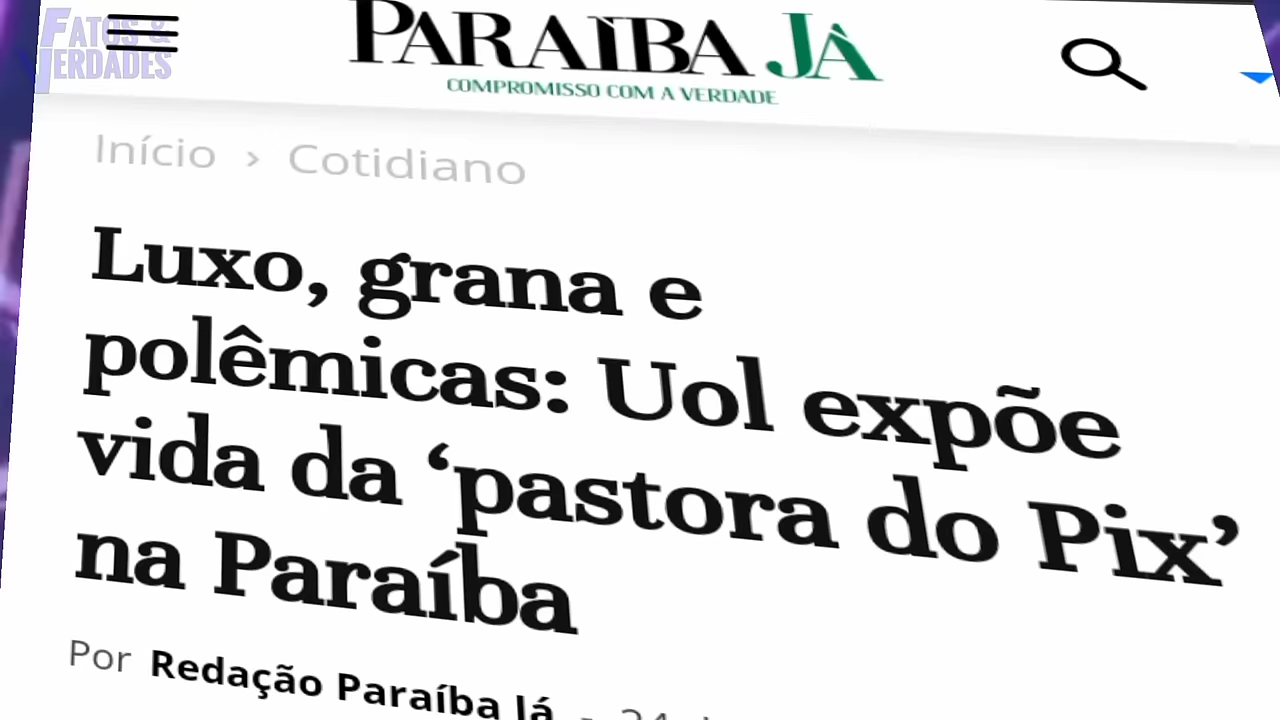 FATOS &
VERDADES
PARAÍBA JÁ
COMPROMISSO COM A VERDADE
Início › Cotidiano
Luxo, grana e
polêmicas: Uol expõe
vida da ‘pastora do Pix’
na Paraíba
Por Redação Paraíba Já - 24